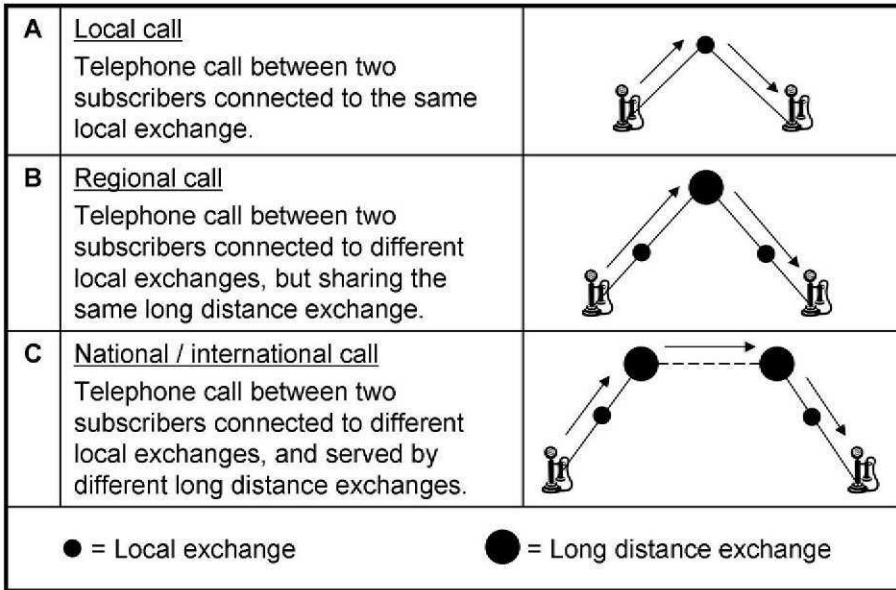 A
Local call
Telephone call between two
subscribers connected to the same
local exchange.
B
Regional call
Telephone call between two
subscribers connected to different
local exchanges, but sharing the
same long distance exchange.
C
National / international call
Telephone call between two
subscribers connected to different
local exchanges, and served by
different long distance exchanges.
= Local exchange
= Long distance exchange